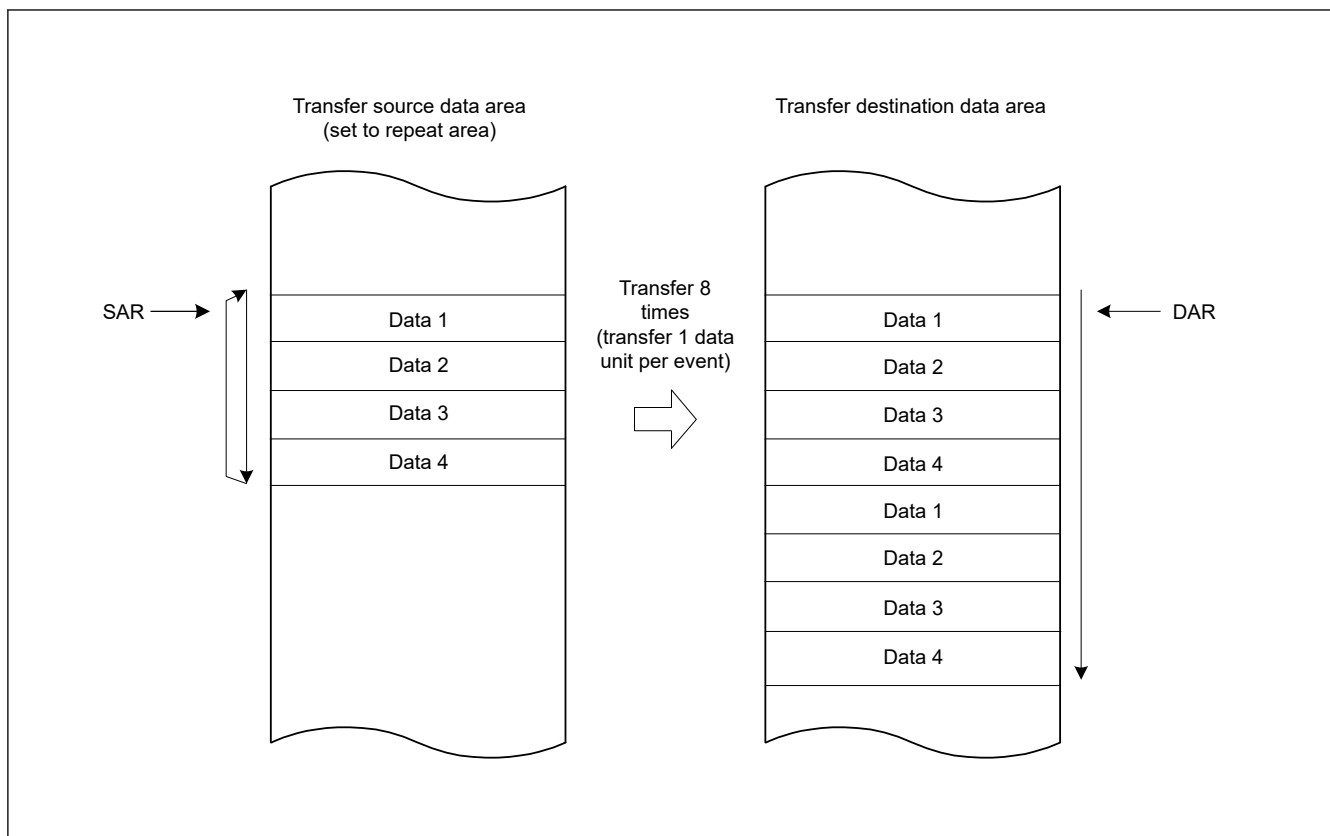 Transfer source data area
(set to repeat area)
Transfer destination data area
SAR
Data 1
Data 2
Data 3
Data 4
Transfer 8
times
(transfer 1 data
unit per event)
Data 1
Data 2
Data 3
Data 4
Data 1
Data 2
Data 3
Data 4
DAR